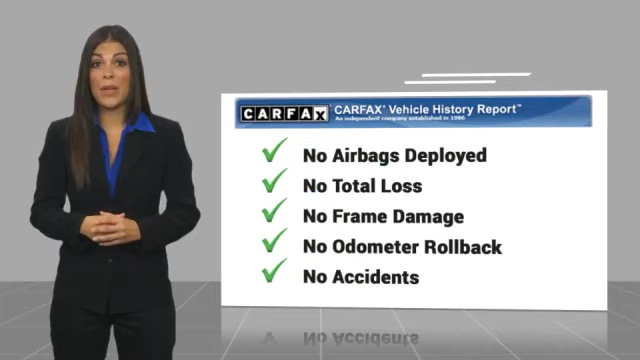 CARFAX CARFAX® Vehicle History Report™
An independent company established in 1986
No Airbags Deployed
No Total Loss
No Frame Damage
No Odometer Rollback
No Accidents